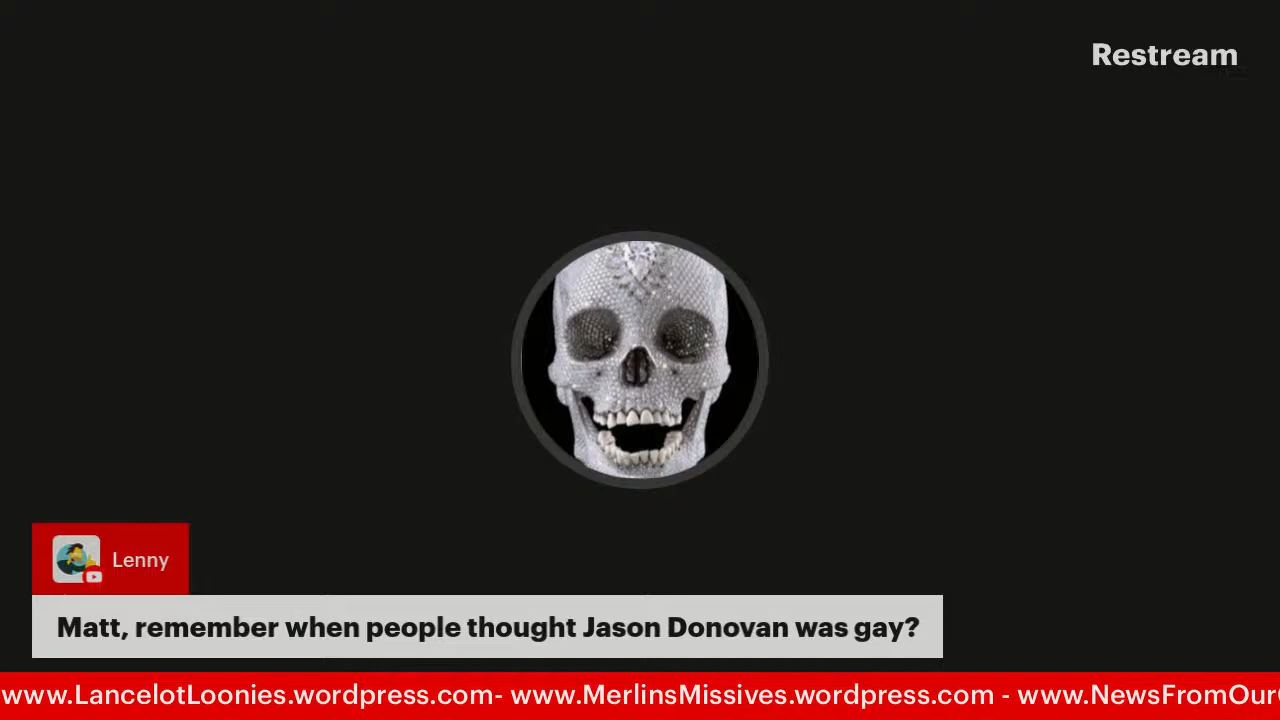 Restream
Lenny
Matt, remember when people thought Jason Donovan was gay?
www.LancelotLoonies.wordpress.com- www.MerlinsMissives.wordpress.com - www.NewsFromOur